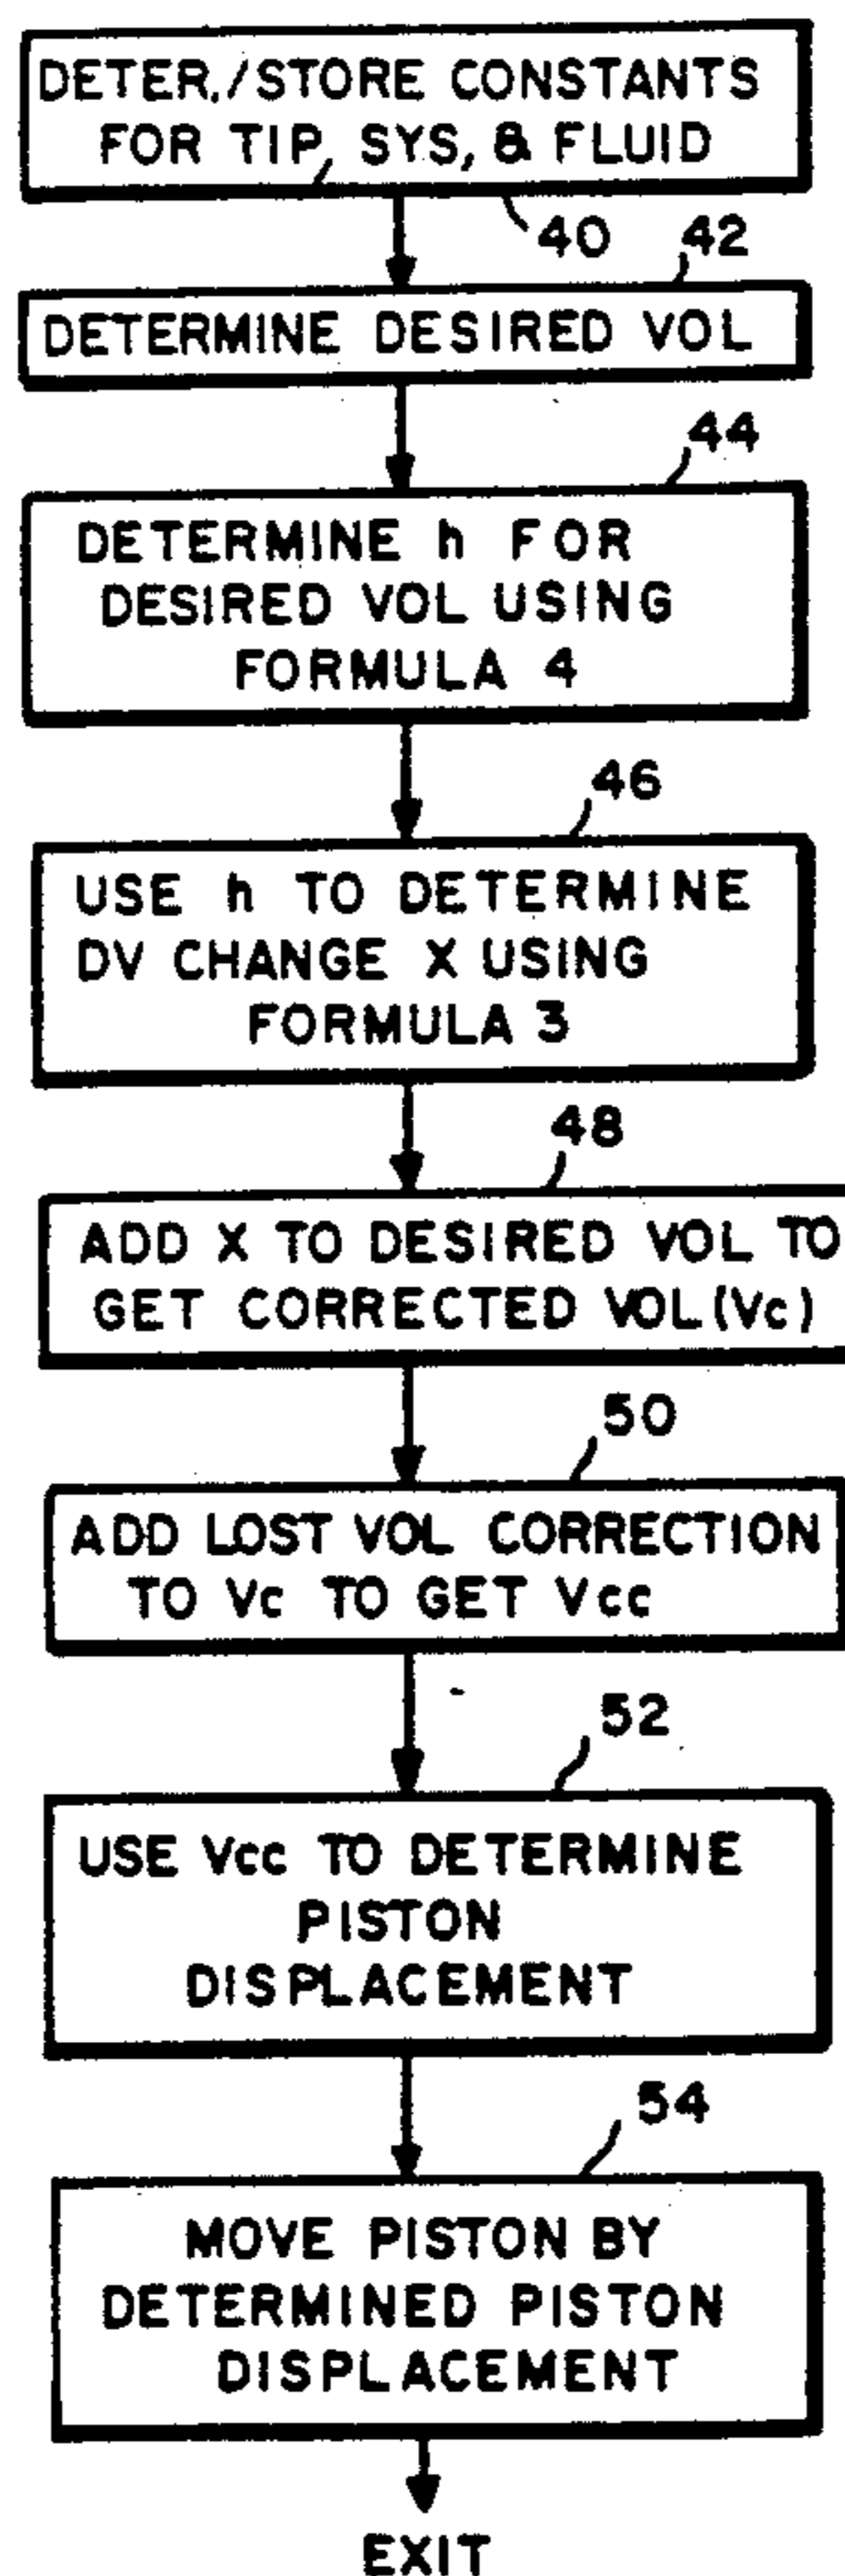 DETER./STORE CONSTANTS
FOR TIP, SYS, & FLUID
40
42
DETERMINE DESIRED VOL
44
DETERMINE h FOR
DESIRED VOL USING
FORMULA 4
46
USE h TO DETERMINE
DV CHANGE X USING
FORMULA 3
48
ADD X TO DESIRED VOL TO
GET CORRECTED VOL(Vc)
50
ADD LOST VOL CORRECTION
TO Vc TO GET Vcc
52
USE Vcc TO DETERMINE
PISTON
DISPLACEMENT
54
MOVE PISTON BY
DETERMINED PISTON
DISPLACEMENT
EXIT